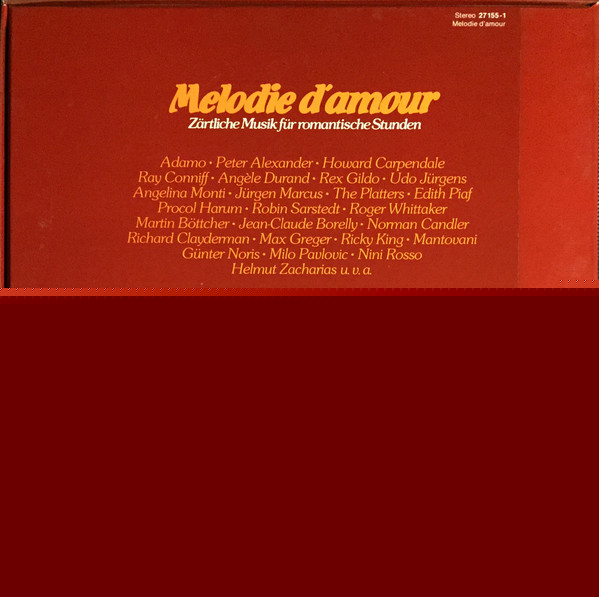 Stereo 27155-1
Melodie d'amour
Melodie d'amour
Zärtliche Musik für romantische Stunden
Adamo • Peter Alexander • Howard Carpendale
Ray Conniff • Angèle Durand • Rex Gildo • Udo Jürgens
Angelina Monti • Jürgen Marcus • The Platters • Edith Piaf
Procol Harum • Robin Sarstedt • Roger Whittaker
Martin Böttcher • Jean-Claude Borelly • Norman Candler
Richard Clayderman • Max Greger • Ricky King • Mantovani
Günter Noris • Milo Pavlovic • Nini Rosso
Helmut Zacharias u. v. a.